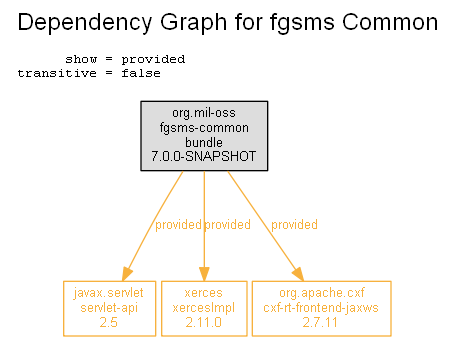 Dependency Graph for fgsms Common
show = provided
transitive = false
org.mil-oss
fgsms-common
bundle
7.0.0-SNAPSHOT
provided provided provided
javax.servlet
servlet-api
2.5
xerces
xercesImpl
2.11.0
org.apache.cxf
cxf-rt-frontend-jaxws
2.7.11